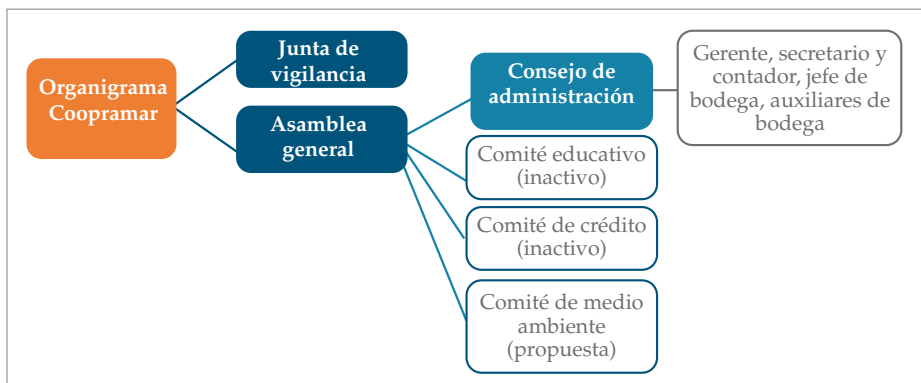 Organigrama
Coopramar
Junta de
vigilancia
Asamblea
general
Consejo de
administración
Gerente, secretario y
contador, jefe de
bodega, auxiliares de
bodega
Comité educativo
(inactivo)
Comité de crédito
(inactivo)
Comité de medio
ambiente
(propuesta)